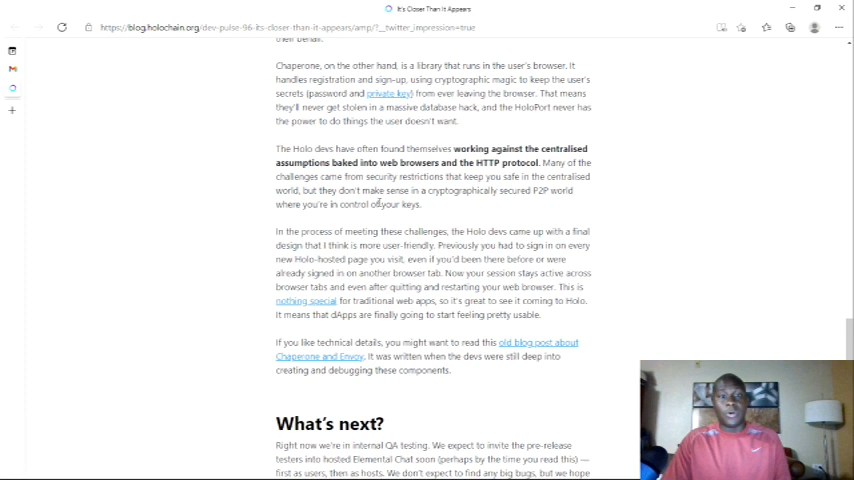 It's Closer Than It Appears
https://blog.holochain.org/dev-pulse-96-its-closer-than-it-appears/amp/?__twitter_impression=true
their behalf.
Chaperone, on the other hand, is a library that runs in the user's browser. It
handles registration and sign-up, using cryptographic magic to keep the user's
secrets (password and private key) from ever leaving the browser. That means
they'll never get stolen in a massive database hack, and the HoloPort never has
the power to do things the user doesn't want.
The Holo devs have often found themselves working against the centralised
assumptions baked into web browsers and the HTTP protocol. Many of the
challenges came from security restrictions that keep you safe in the centralised
world, but they don't make sense in a cryptographically secured P2P world
where you're in control of your keys.
In the process of meeting these challenges, the Holo devs came up with a final
design that I think is more user-friendly. Previously you had to sign in on every
new Holo-hosted page you visit, even if you'd been there before or were
already signed in on another browser tab. Now your session stays active across
browser tabs and even after quitting and restarting your web browser. This is
nothing special for traditional web apps, so it's great to see it coming to Holo.
It means that dApps are finally going to start feeling pretty usable.
If you like technical details, you might want to read this old blog post about
Chaperone and Envoy. It was written when the devs were still deep into
creating and debugging these components.
What's next?
Right now we're in internal QA testing. We expect to invite the pre-release
testers into hosted Elemental Chat soon (perhaps by the time you read this) —
first as users, then as hosts. We don't expect to find any big bugs, but we hope